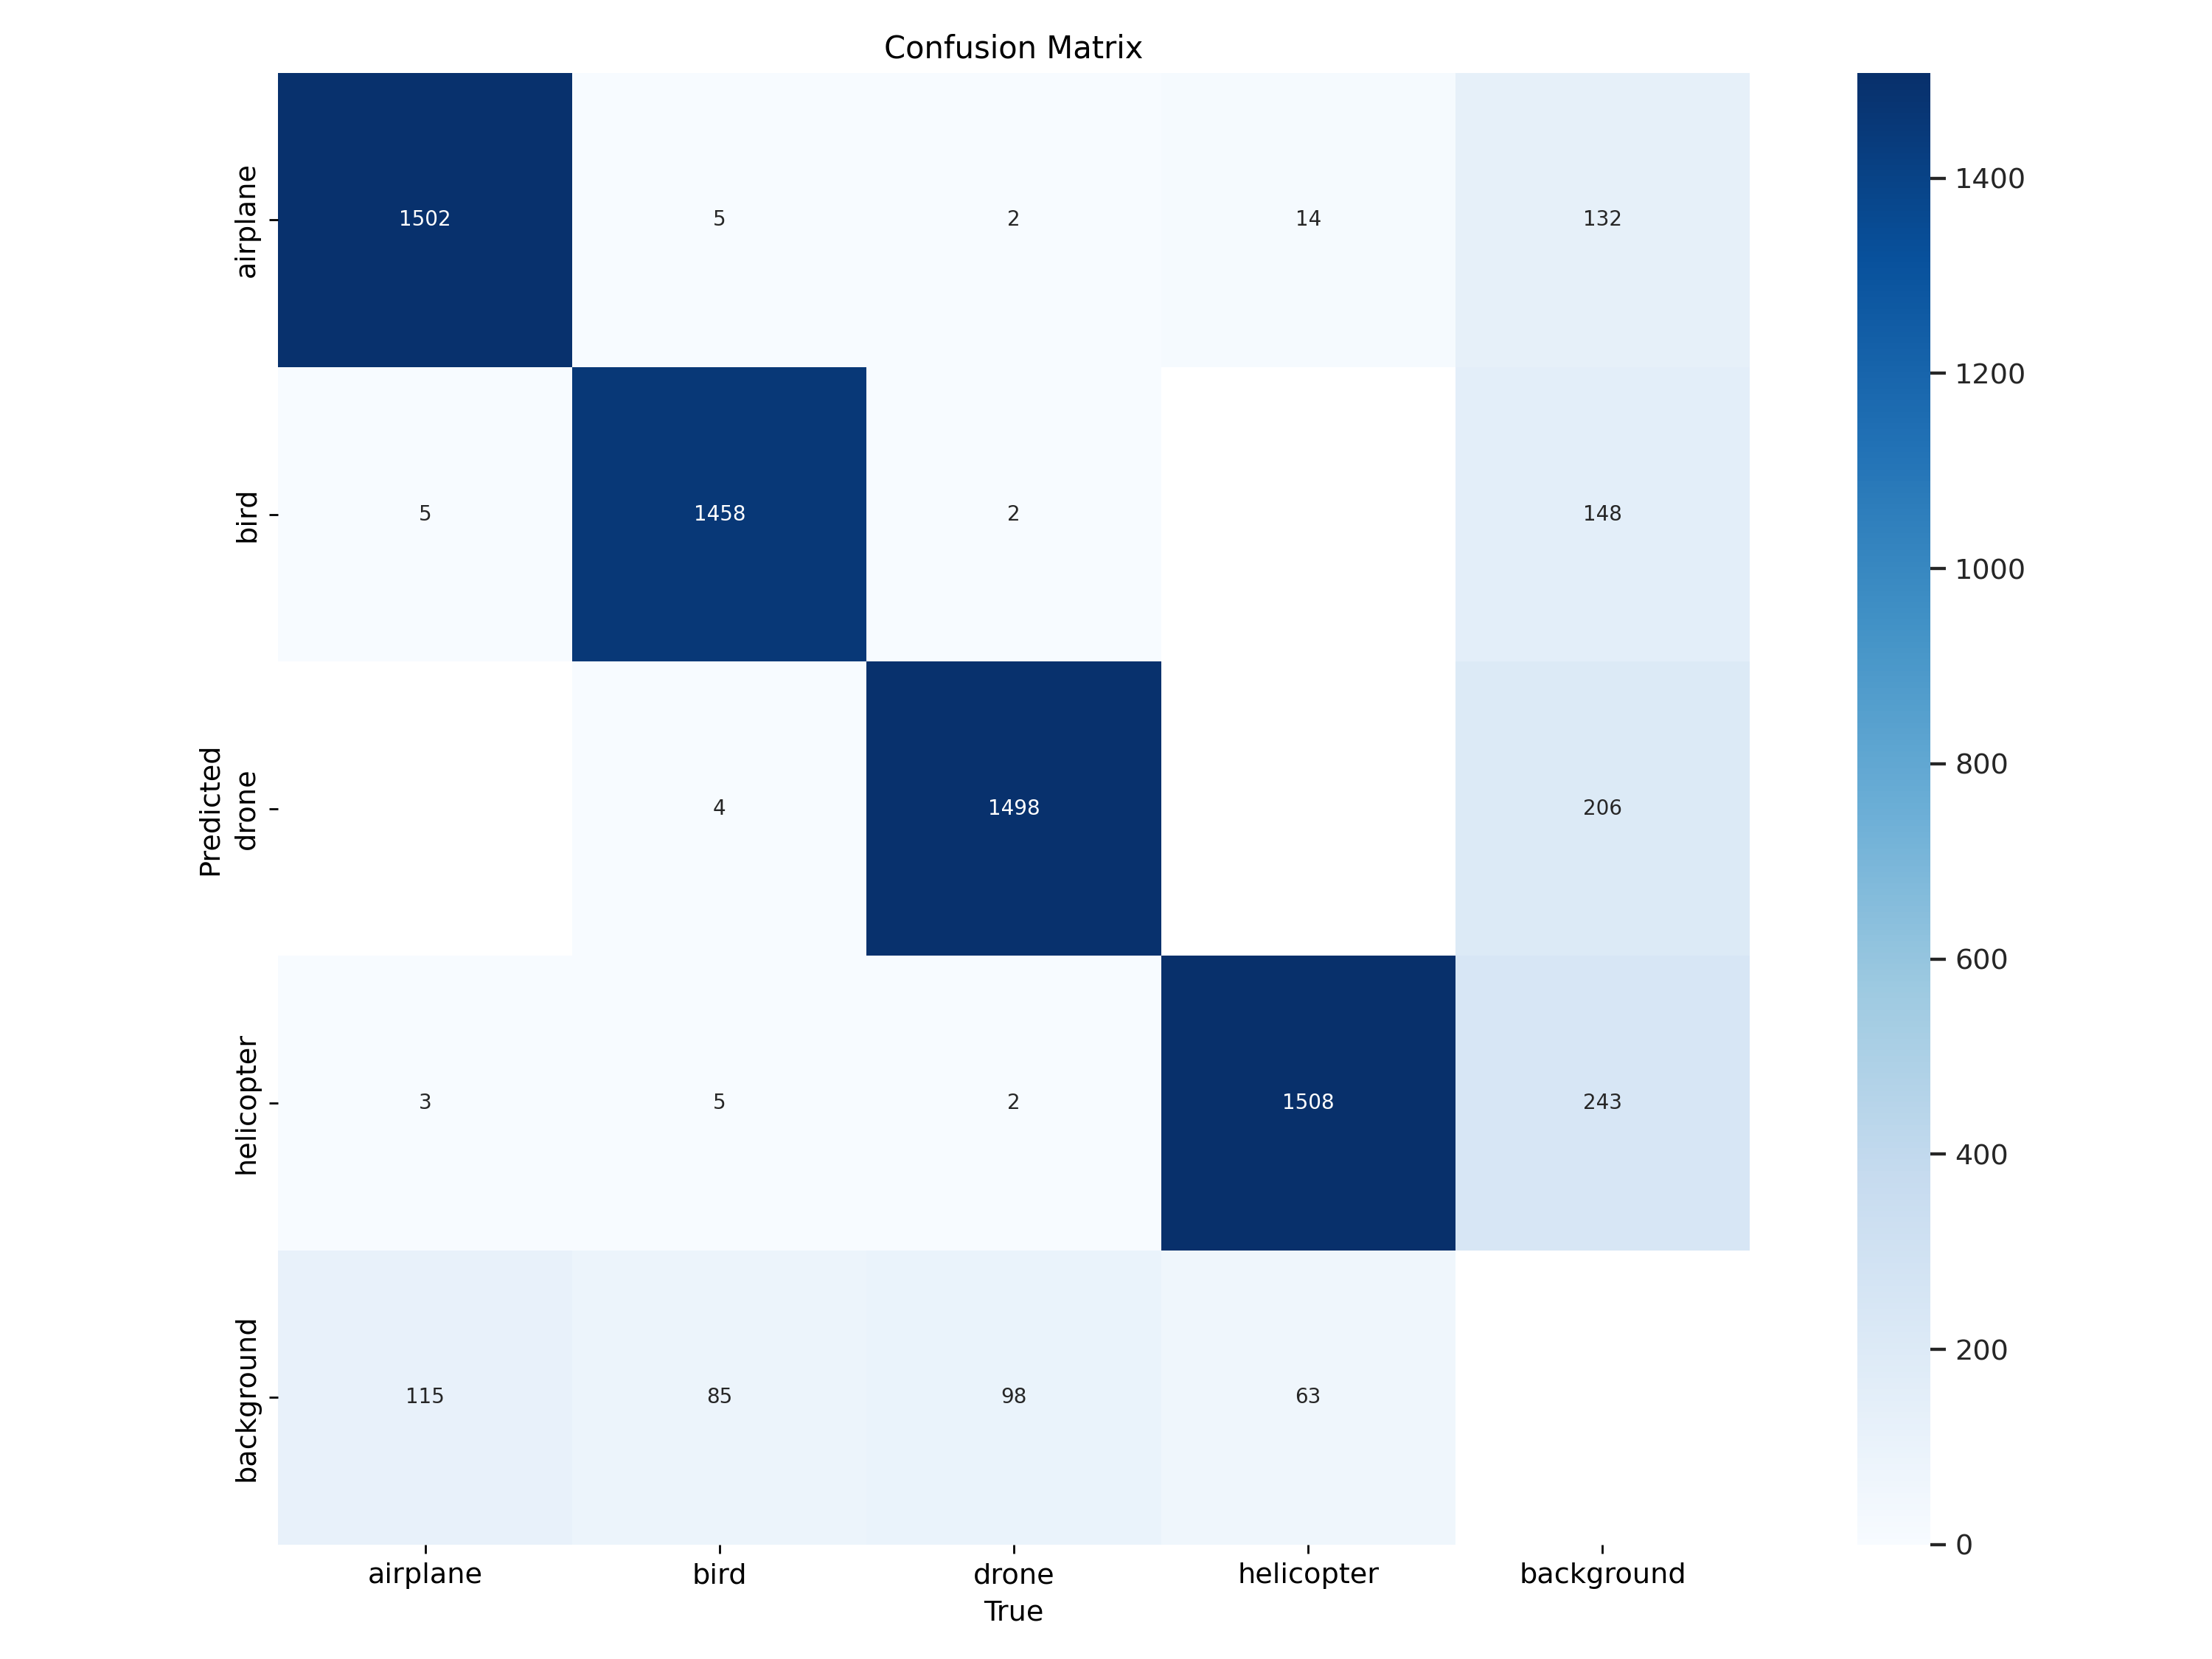 Confusion Matrix
airplane 1502 5 2 14 132
bird 5 1458 2 148
Predicted
drone 4 1498 206
helicopter 3 5 2 1508 243
background 115 85 98 63
airplane bird drone helicopter background
True
1400
1200
1000
800
600
400
200
0